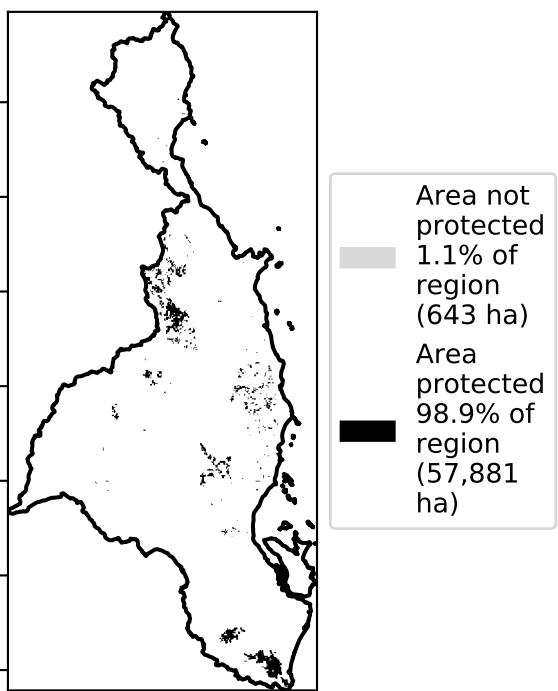 Area not
protected
1.1% of
region
(643 ha)
Area
protected
98.9% of
region
(57,881
ha)